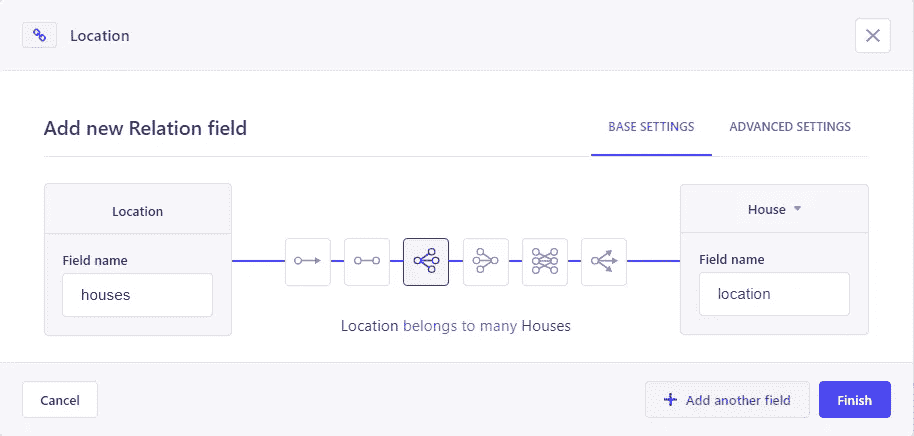 Location
Add new Relation field
BASE SETTINGS
ADVANCED SETTINGS
Location
Field name
houses
House
Field name
location
Location belongs to many Houses
Cancel
Add another field
Finish